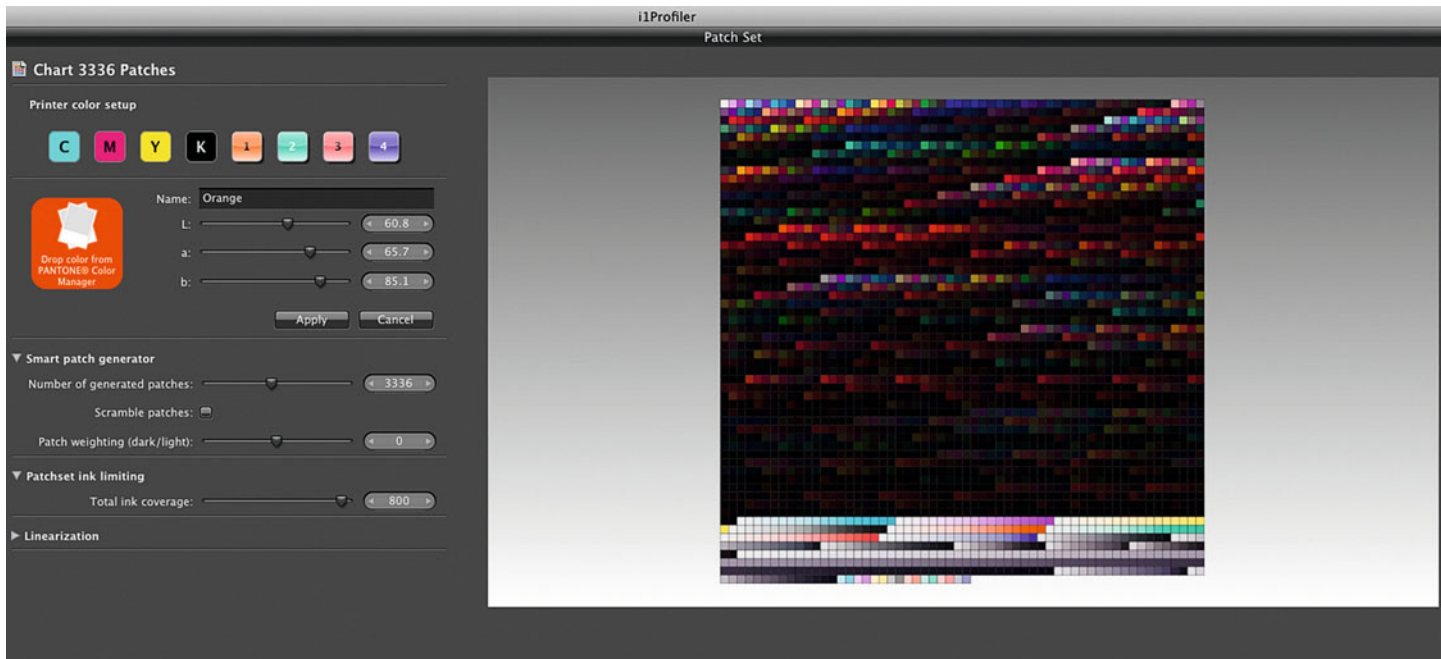 i1Profiler
Patch Set
Chart 3336 Patches
Printer color setup
C M Y K 1 2 3 4
Name: Orange
L: 60.8
a: 65.7
b: 85.1
Drop color from
PANTONE® Color
Manager
Apply Cancel
Smart patch generator
Number of generated patches: 3336
Scramble patches:
Patch weighting (dark/light): 0
Patchset ink limiting
Total ink coverage: 800
Linearization